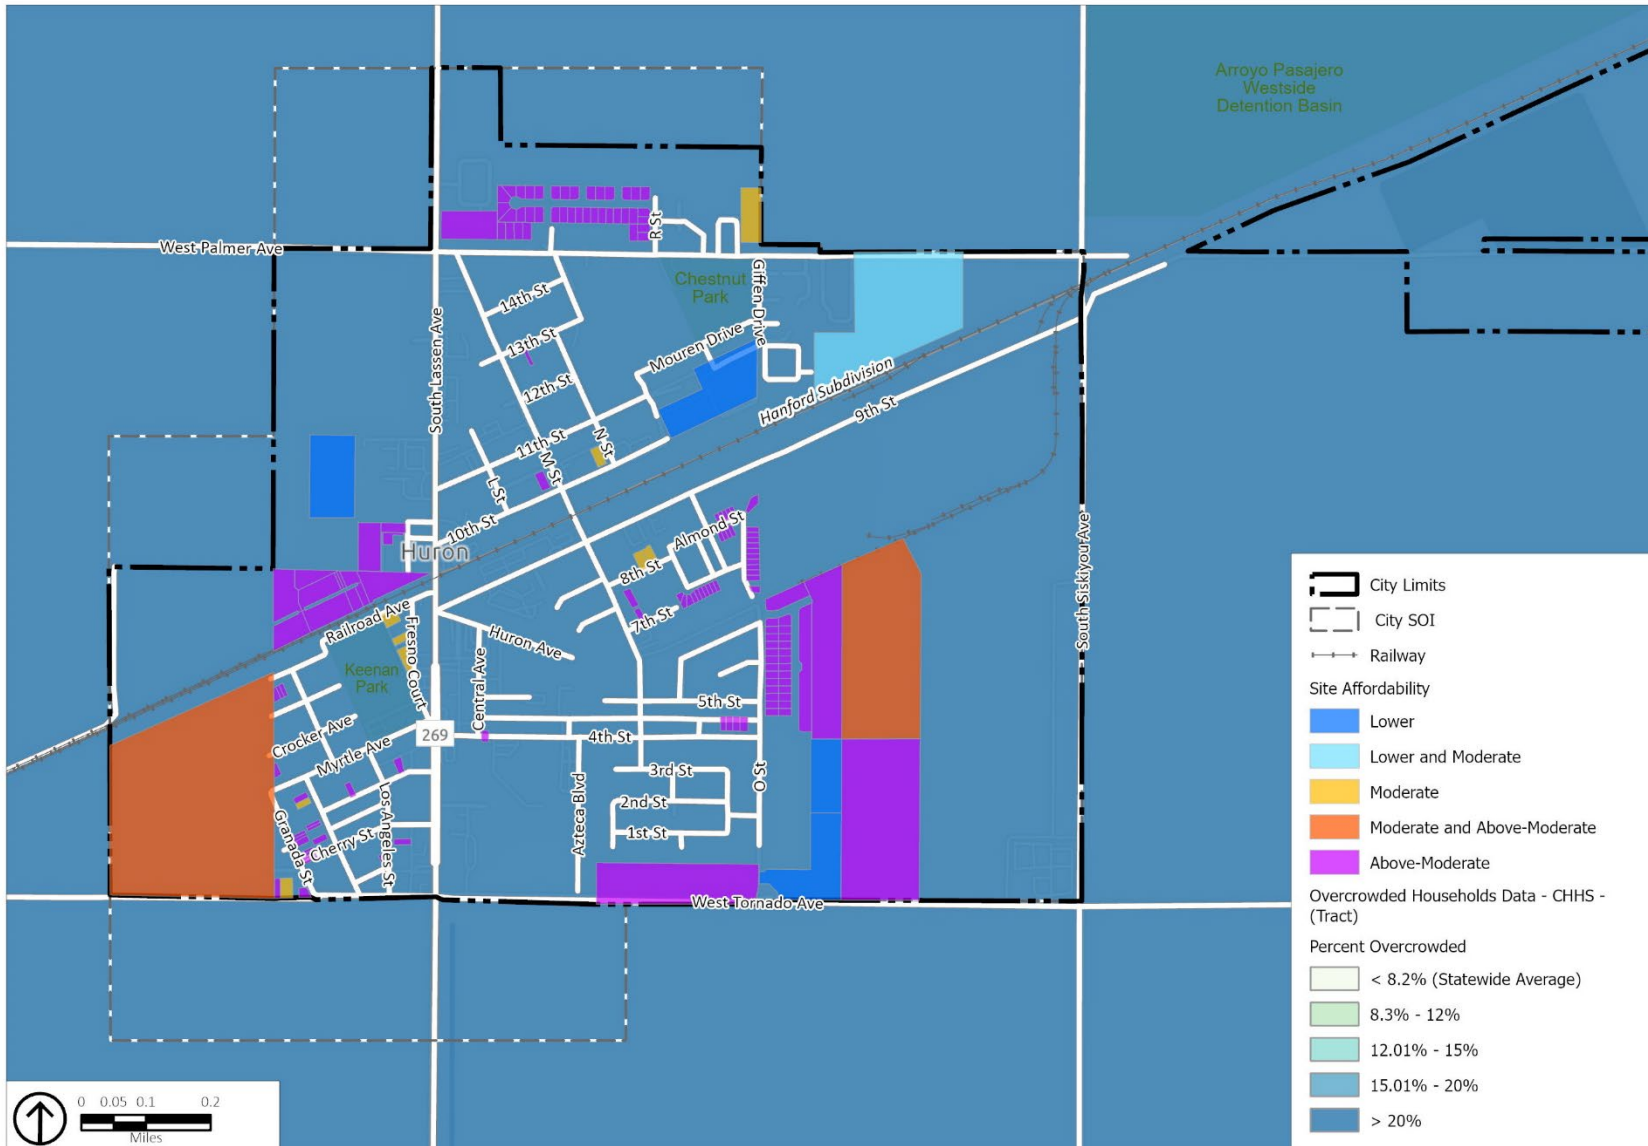 Arroyo Pasajero
Westside
Detention Basin
West Palmer Ave
R St
Chestnut
Park
Giffen Drive
14th St
South Lassen Ave
13th St
Mouren Drive
12th St
Hanford Subdivision
9th St
11th St
N St
M St
L St
10th St
Almond St
Huron
8th St
7th St
South Siskiyou Ave
Railroad Ave
Fresno Court
Huron Ave
Keenan
Park
Central Ave
5th St
269
4th St
Crocker Ave
Myrtle Ave
3rd St
O St
2nd St
Azteca Blvd
Los Angeles St
1st St
Granada St
Cherry St
West Tornado Ave
City Limits
City SOI
Railway
Site Affordability
Lower
Lower and Moderate
Moderate
Moderate and Above-Moderate
Above-Moderate
Overcrowded Households Data - CHHS -
(Tract)
Percent Overcrowded
< 8.2% (Statewide Average)
8.3% - 12%
12.01% - 15%
15.01% - 20%
> 20%
0 0.05 0.1 0.2
Miles